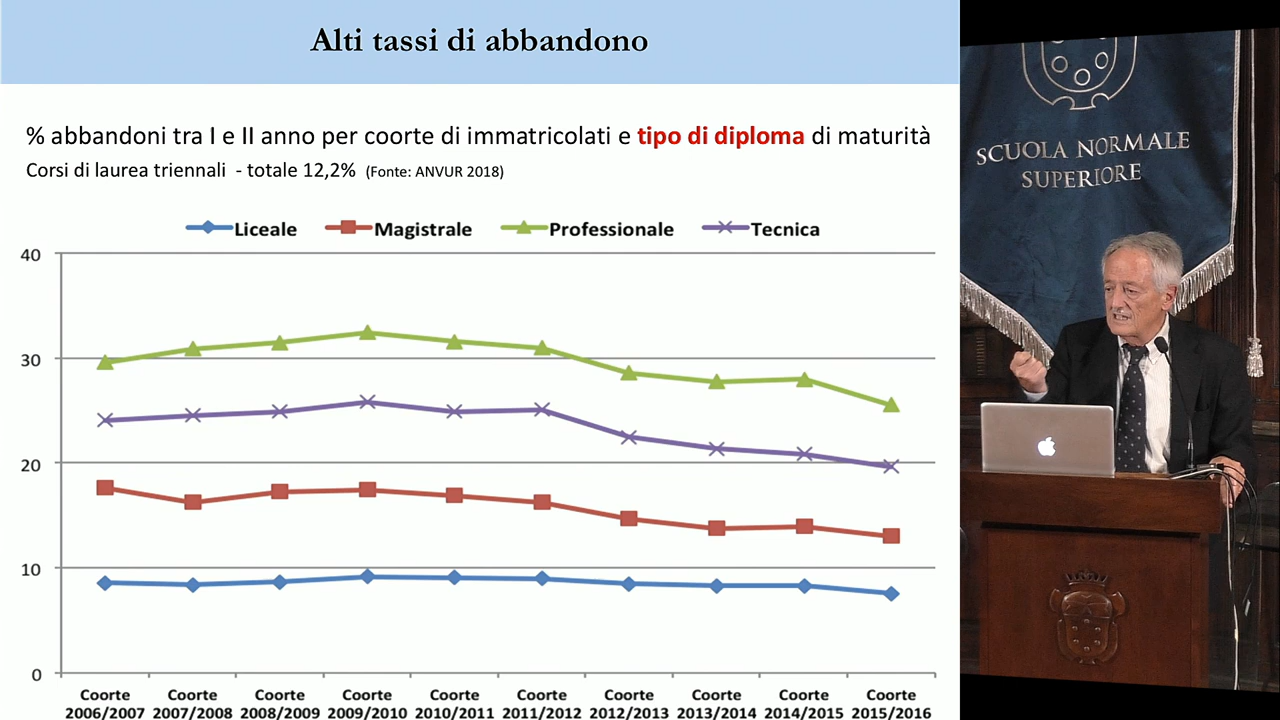 Alti tassi di abbandono
% abbandoni tra I e II anno per coorte di immatricolati e tipo di diploma di maturità
Corsi di laurea triennali - totale 12,2% (Fonte: ANVUR 2018)
Liceale Magistrale Professionale Tecnica
40
30
20
10
0
Coorte 2006/2007
Coorte 2007/2008
Coorte 2008/2009
Coorte 2009/2010
Coorte 2010/2011
Coorte 2011/2012
Coorte 2012/2013
Coorte 2013/2014
Coorte 2014/2015
Coorte 2015/2016
SCUOLA NORMALE
SUPERIORE